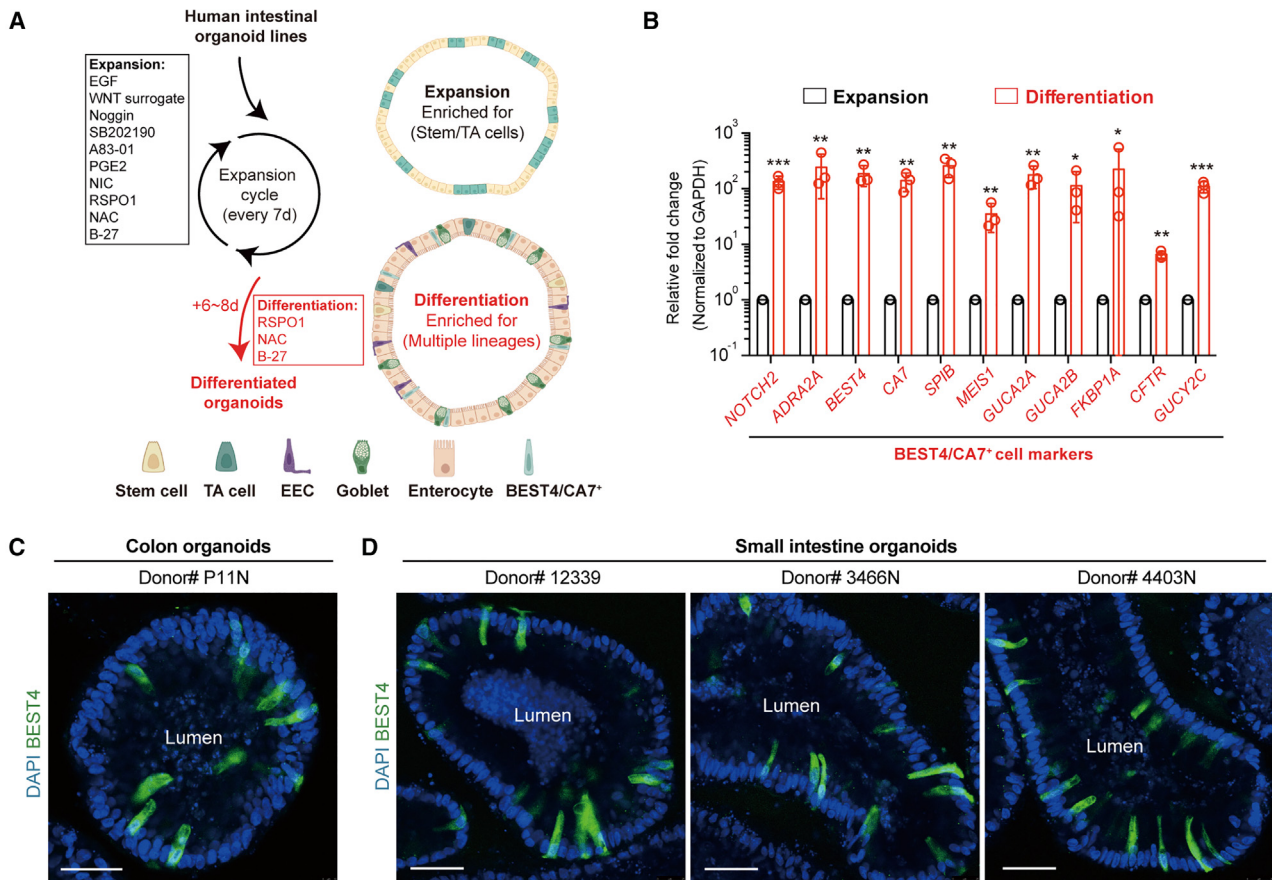 A
Human intestinal
organoid lines
Expansion:
EGF
WNT surrogate
Noggin
SB202190
A83-01
PGE2
NIC
RSPO1
NAC
B-27
Expansion
cycle
(every 7d)
+6~8d
Differentiation:
RSPO1
NAC
B-27
Differentiated
organoids
Expansion
Enriched for
(Stem/TA cells)
Differentiation
Enriched for
(Multiple lineages)
Stem cell TA cell EEC Goblet Enterocyte BEST4/CA7⁺
B
Expansion Differentiation
Relative fold change
(Normalized to GAPDH)
10³
10²
10¹
10⁰
10⁻¹
*** ** ** ** ** ** ** * * ** ***
NOTCH2 ADRA2A BEST4 CA7 SPIB MEIS1 GUCA2A GUCA2B FKBP1A CFTR GUCY2C
BEST4/CA7⁺ cell markers
C
Colon organoids
Donor# P11N
DAPI BEST4
Lumen
D
Small intestine organoids
Donor# 12339 Donor# 3466N Donor# 4403N
DAPI BEST4
Lumen Lumen Lumen